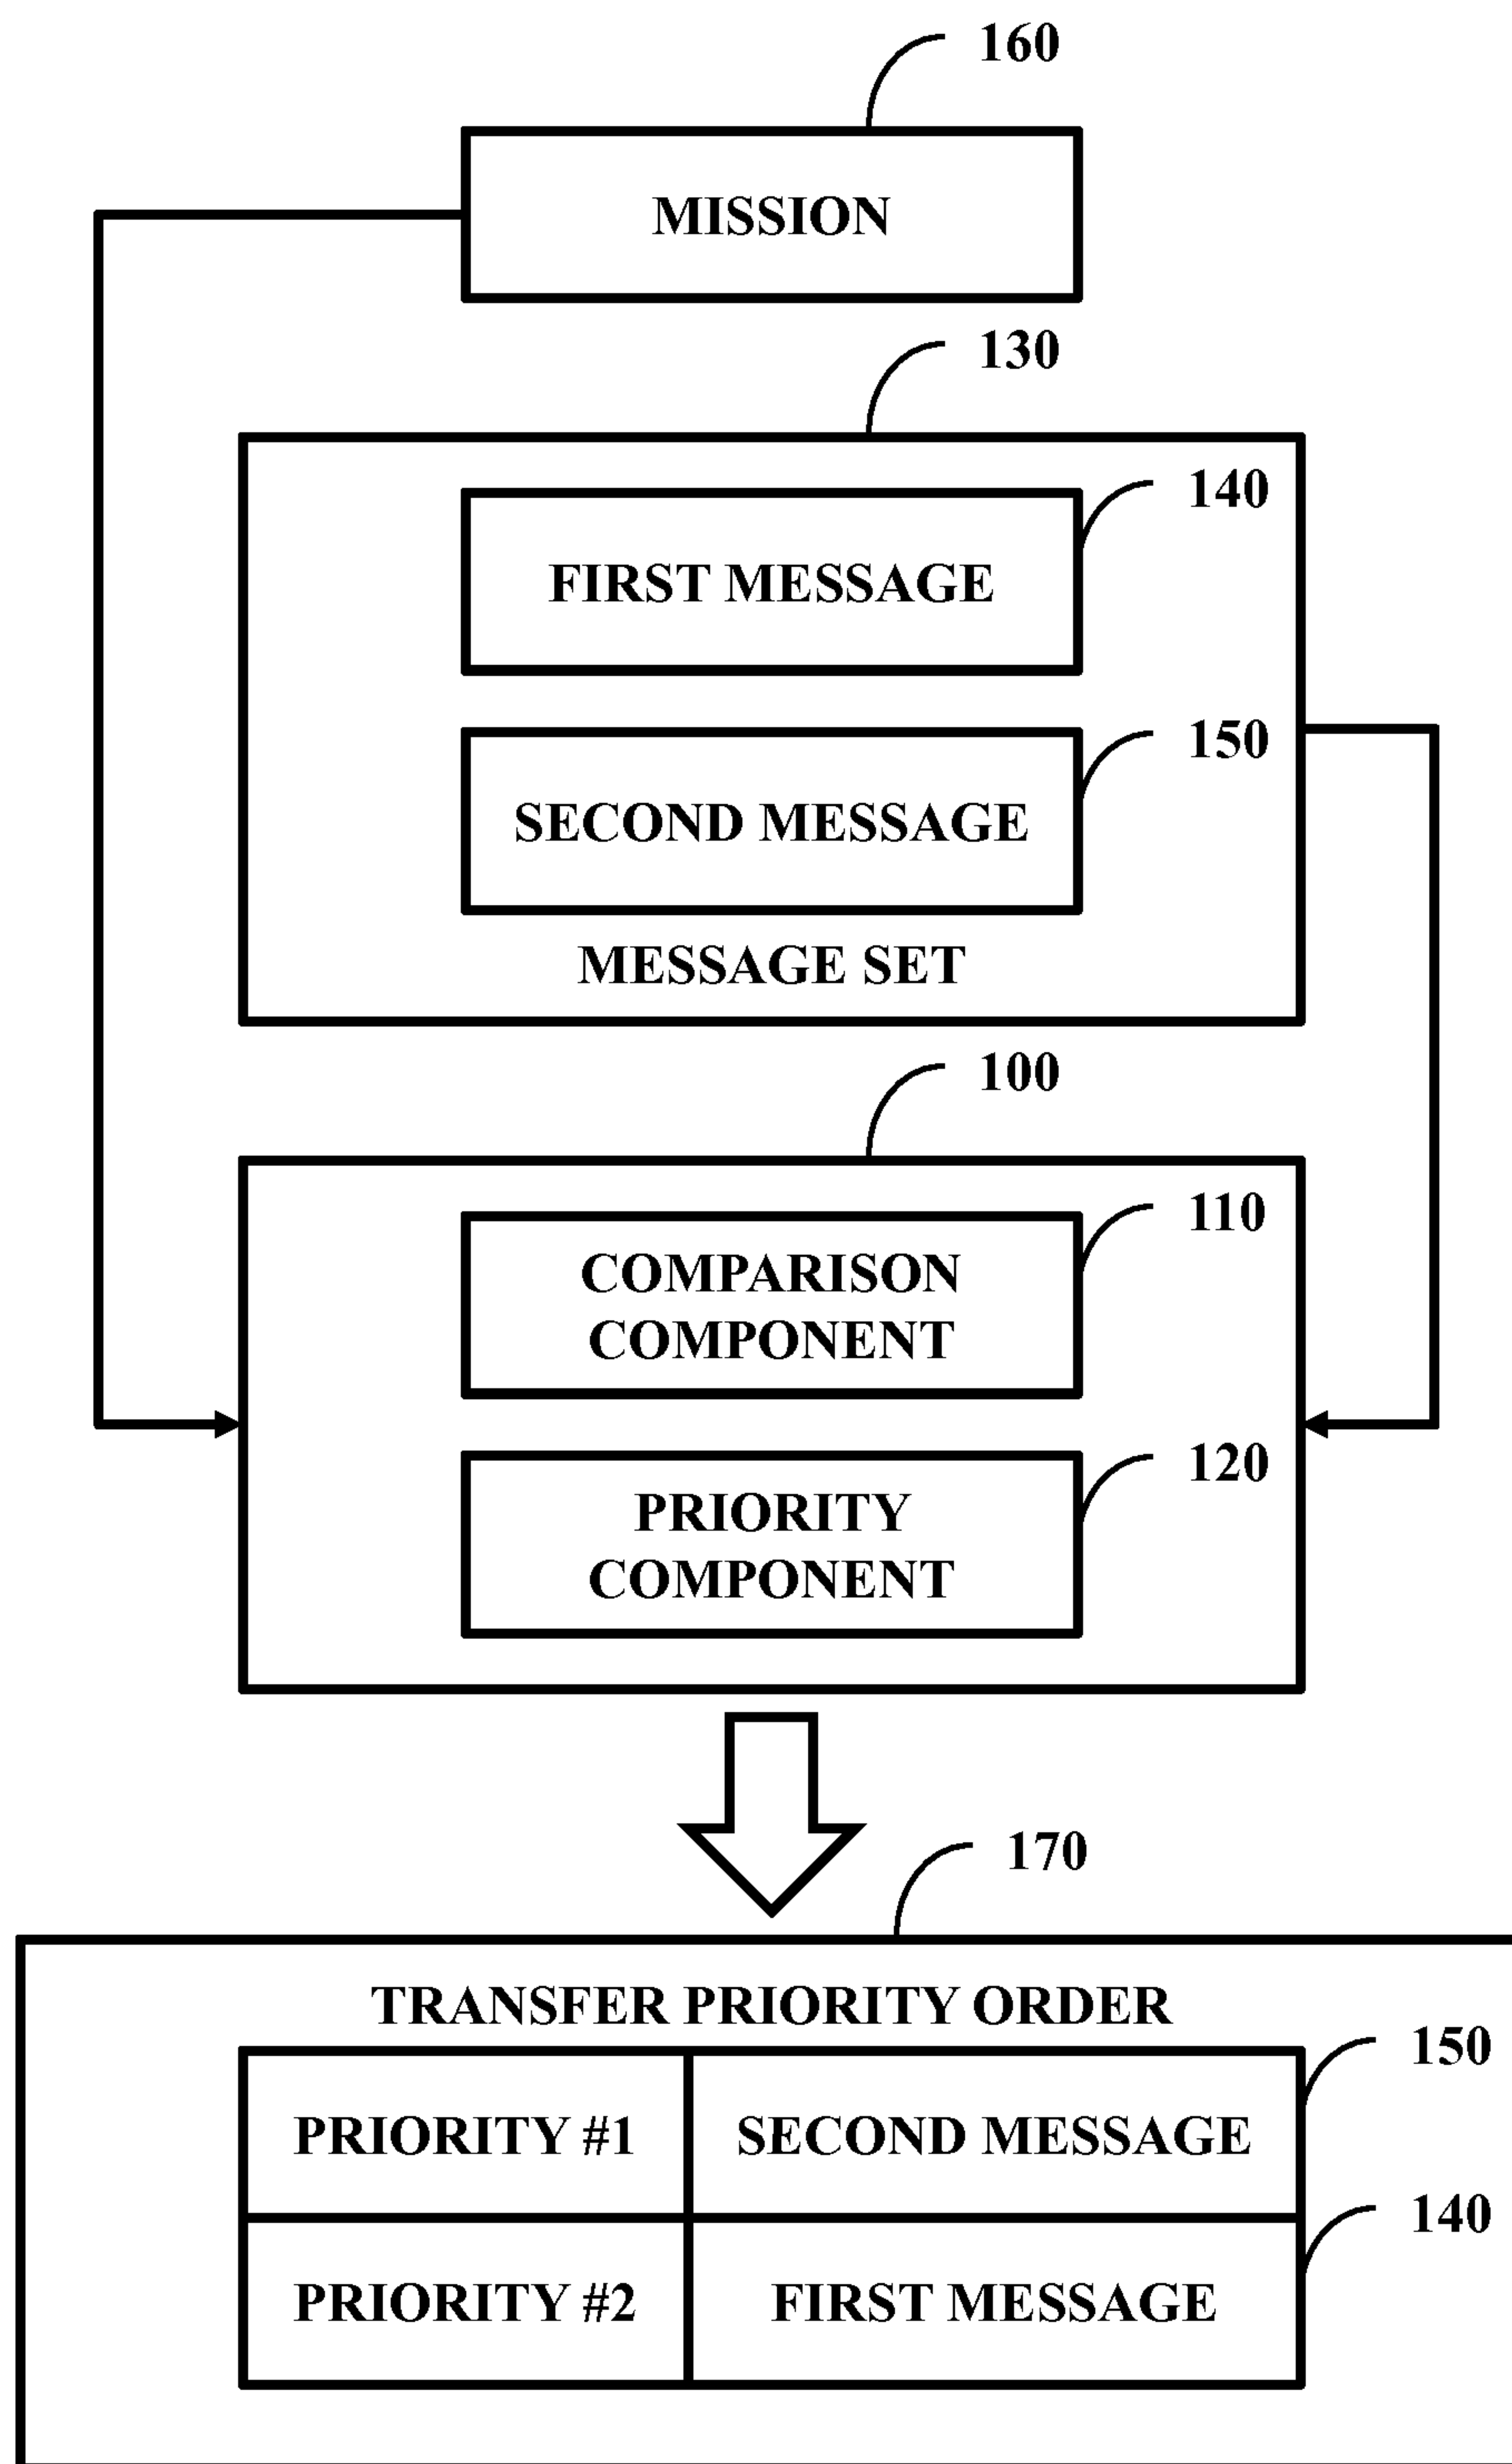 160
MISSION
130
140
FIRST MESSAGE
150
SECOND MESSAGE
MESSAGE SET
100
110
COMPARISON
COMPONENT
120
PRIORITY
COMPONENT
170
TRANSFER PRIORITY ORDER
150
PRIORITY #1 SECOND MESSAGE
140
PRIORITY #2 FIRST MESSAGE